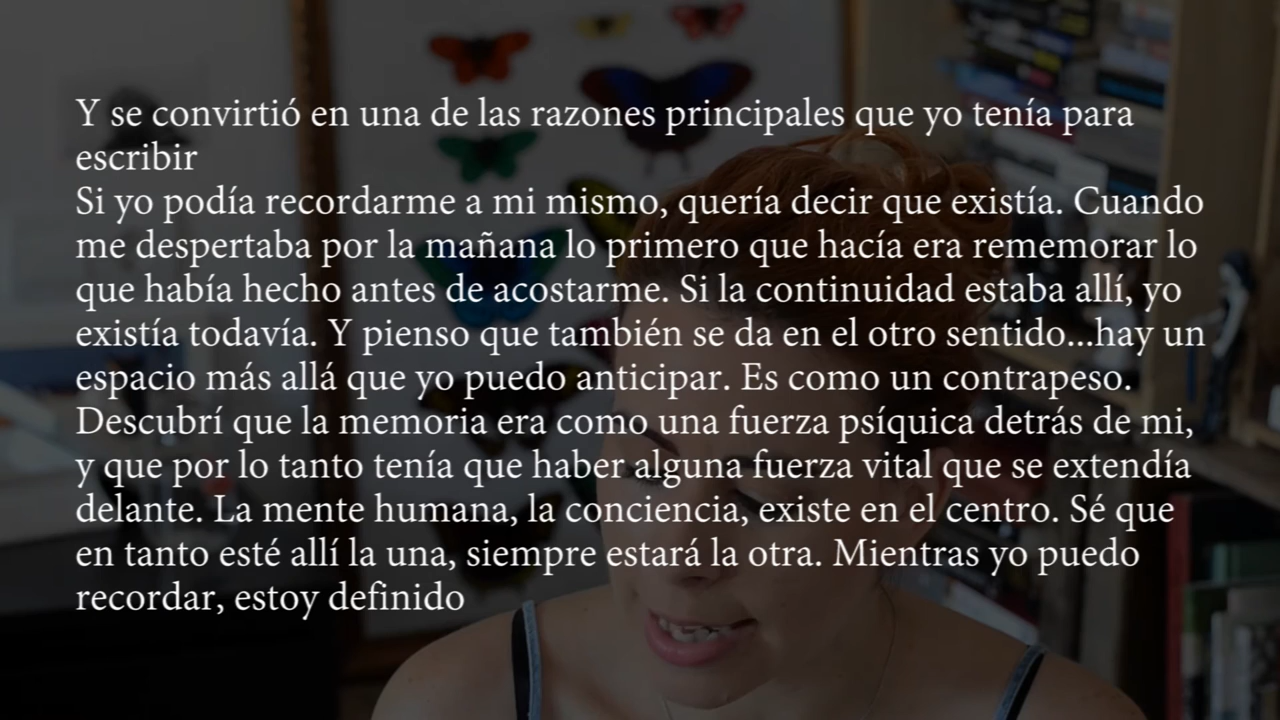 Y se convirtió en una de las razones principales que yo tenía para
escribir
Si yo podía recordarme a mi mismo, quería decir que existía. Cuando
me despertaba por la mañana lo primero que hacía era rememorar lo
que había hecho antes de acostarme. Si la continuidad estaba allí, yo
existía todavía. Y pienso que también se da en el otro sentido...hay un
espacio más allá que yo puedo anticipar. Es como un contrapeso.
Descubrí que la memoria era como una fuerza psíquica detrás de mi,
y que por lo tanto tenía que haber alguna fuerza vital que se extendía
delante. La mente humana, la conciencia, existe en el centro. Sé que
en tanto esté allí la una, siempre estará la otra. Mientras yo puedo
recordar, estoy definido